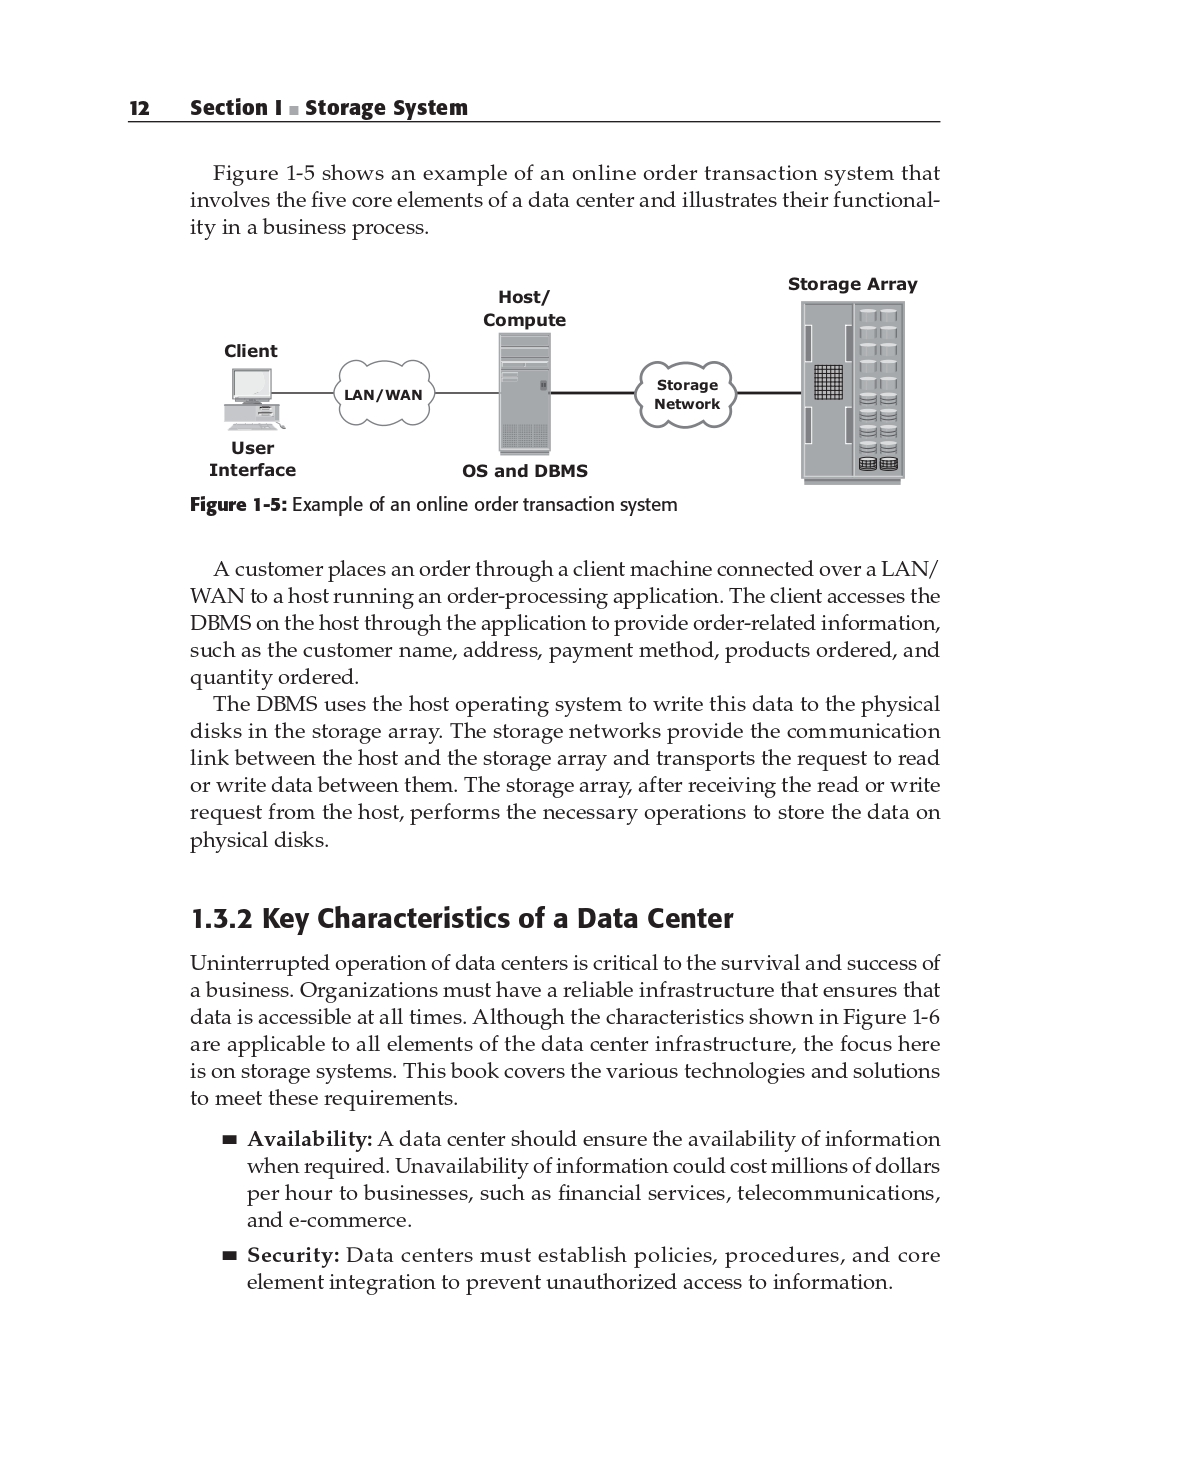 12 Section I ■ Storage System
Figure 1-5 shows an example of an online order transaction system that
involves the five core elements of a data center and illustrates their functional-
ity in a business process.
Storage Array
Host/
Compute
Client
LAN/WAN
Storage
Network
User
Interface
OS and DBMS
Figure 1-5: Example of an online order transaction system
A customer places an order through a client machine connected over a LAN/
WAN to a host running an order-processing application. The client accesses the
DBMS on the host through the application to provide order-related information,
such as the customer name, address, payment method, products ordered, and
quantity ordered.
The DBMS uses the host operating system to write this data to the physical
disks in the storage array. The storage networks provide the communication
link between the host and the storage array and transports the request to read
or write data between them. The storage array, after receiving the read or write
request from the host, performs the necessary operations to store the data on
physical disks.
1.3.2 Key Characteristics of a Data Center
Uninterrupted operation of data centers is critical to the survival and success of
a business. Organizations must have a reliable infrastructure that ensures that
data is accessible at all times. Although the characteristics shown in Figure 1-6
are applicable to all elements of the data center infrastructure, the focus here
is on storage systems. This book covers the various technologies and solutions
to meet these requirements.
■ Availability: A data center should ensure the availability of information
when required. Unavailability of information could cost millions of dollars
per hour to businesses, such as financial services, telecommunications,
and e-commerce.
■ Security: Data centers must establish policies, procedures, and core
element integration to prevent unauthorized access to information.